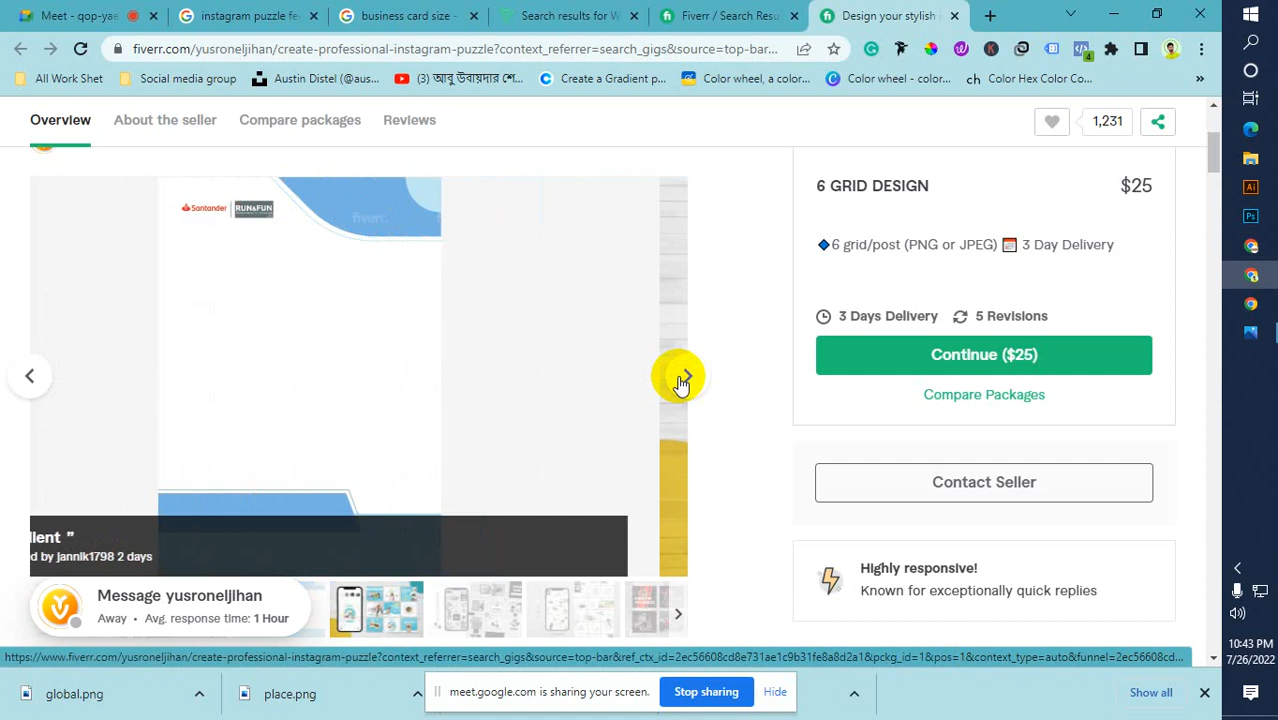 Meet - qop-yae
instagram puzzle fe
business card size -
Search results for W
Fiverr / Search Resu
Design your stylish
fiverr.com/yusroneljihan/create-professional-instagram-puzzle?context_referrer=search_gigs&source=top-bar...
4
All Work Shet
Social media group
Austin Distel (@aus...
(3) আবু উবায়দার শে...
Create a Gradient p...
Color wheel, a color...
Color wheel - color...
ch Color Hex Color Co...
»
Overview
About the seller
Compare packages
Reviews
1,231
Santander
RUN&FUN
fiverr.
6 GRID DESIGN
$25
6 grid/post (PNG or JPEG) 3 Day Delivery
3 Days Delivery
5 Revisions
Continue ($25)
Compare Packages
Contact Seller
llent ”
d by jannik1798 2 days
Highly responsive!
Known for exceptionally quick replies
Message yusroneljihan
Away • Avg. response time: 1 Hour
https://www.fiverr.com/yusroneljihan/create-professional-instagram-puzzle?context_referrer=search_gigs&source=top-bar&ref_ctx_id=2ec56608cd8e731ae1c9b31fe8a8d2a1&pckg_id=1&pos=1&context_type=auto&funnel=2ec56608cd...
global.png
place.png
meet.google.com is sharing your screen.
Stop sharing
Hide
Show all
Ai
Ps
10:43 PM
7/26/2022